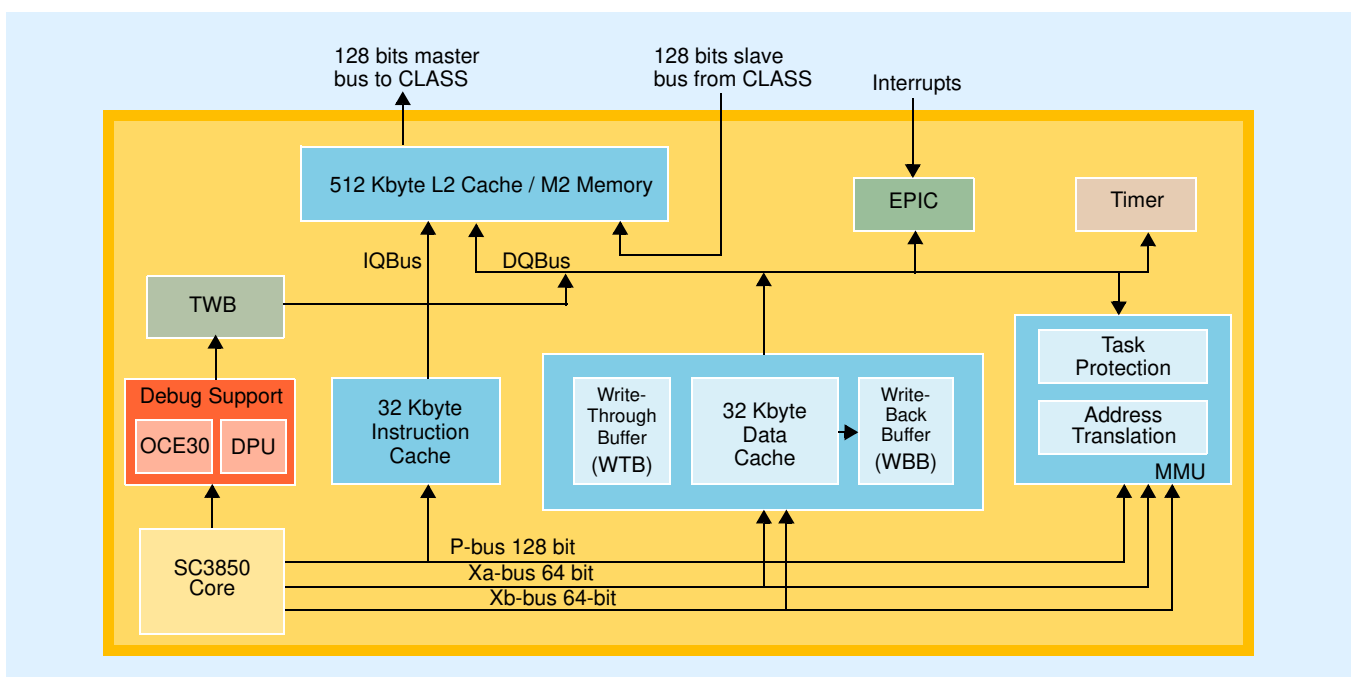 128 bits master
bus to CLASS
128 bits slave
bus from CLASS
Interrupts
512 Kbyte L2 Cache / M2 Memory
EPIC
Timer
IQBus
DQBus
TWB
Task
Protection
Address
Translation
MMU
Debug Support
OCE30
DPU
32 Kbyte
Instruction
Cache
Write-
Through
Buffer
(WTB)
32 Kbyte
Data
Cache
Write-
Back
Buffer
(WBB)
SC3850
Core
P-bus 128 bit
Xa-bus 64 bit
Xb-bus 64-bit